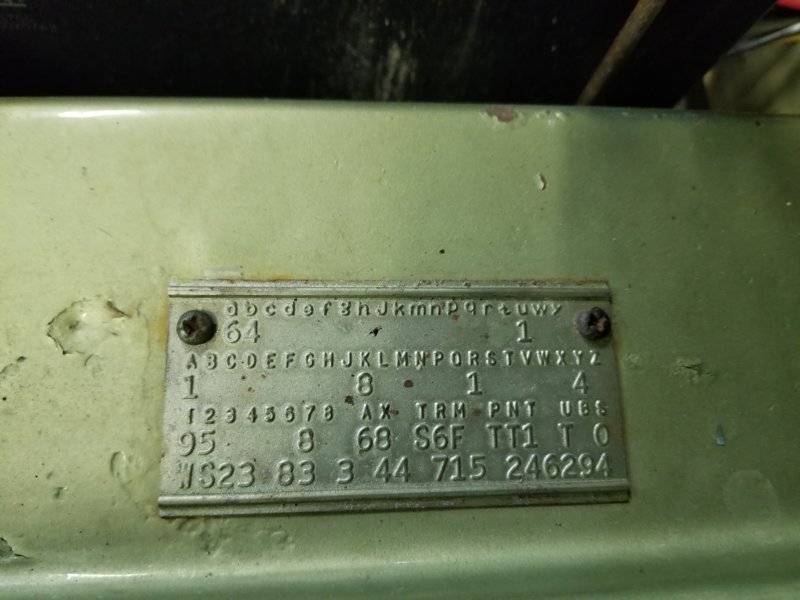 abcdefghJkmnpqrtuwy
64 1
ABCDEFGHJKLMNPQRSTVWXYZ
1 8 1 4
12345678 AX TRM PNT UBS
95 8 68 S6F TT1 T 0
WS23 83 3 44 715 246294